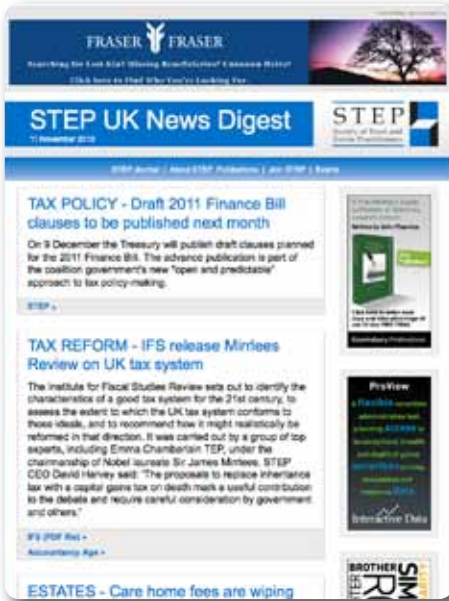 FRASER FRASER
Searching for Lost Kin? Missing Beneficiaries? Unknown Heirs?
Click here to Find Who You're Looking For
STEP UK News Digest
November 2010
STEP
Society of Trust and
Estate Practitioners
STEP Journal | About STEP Publications | Join STEP | Events
TAX POLICY - Draft 2011 Finance Bill
clauses to be published next month
On 9 December the Treasury will publish draft clauses planned
for the 2011 Finance Bill. The advance publication is part of
the coalition government's new "open and predictable"
approach to tax policy-making.
STEP »
TAX REFORM - IFS release Mirrlees
Review on UK tax system
The Institute for Fiscal Studies Review sets out to identify the
characteristics of a good tax system for the 21st century, to
assess the extent to which the UK tax system conforms to
those ideals, and to recommend how it might realistically be
reformed in that direction. It was carried out by a group of top
experts, including Emma Chamberlain TEP, under the
chairmanship of Nobel laureate Sir James Mirrlees. STEP
CEO David Harvey said: "The proposals to replace inheritance
tax with a capital gains tax on death mark a useful contribution
to the debate and require careful consideration by government
and others."
IFS (PDF file) »
Accountancy Age »
ESTATES - Care home fees are wiping
ProView
a flexible
access
data
Interactive Data
BROTHER
SIM